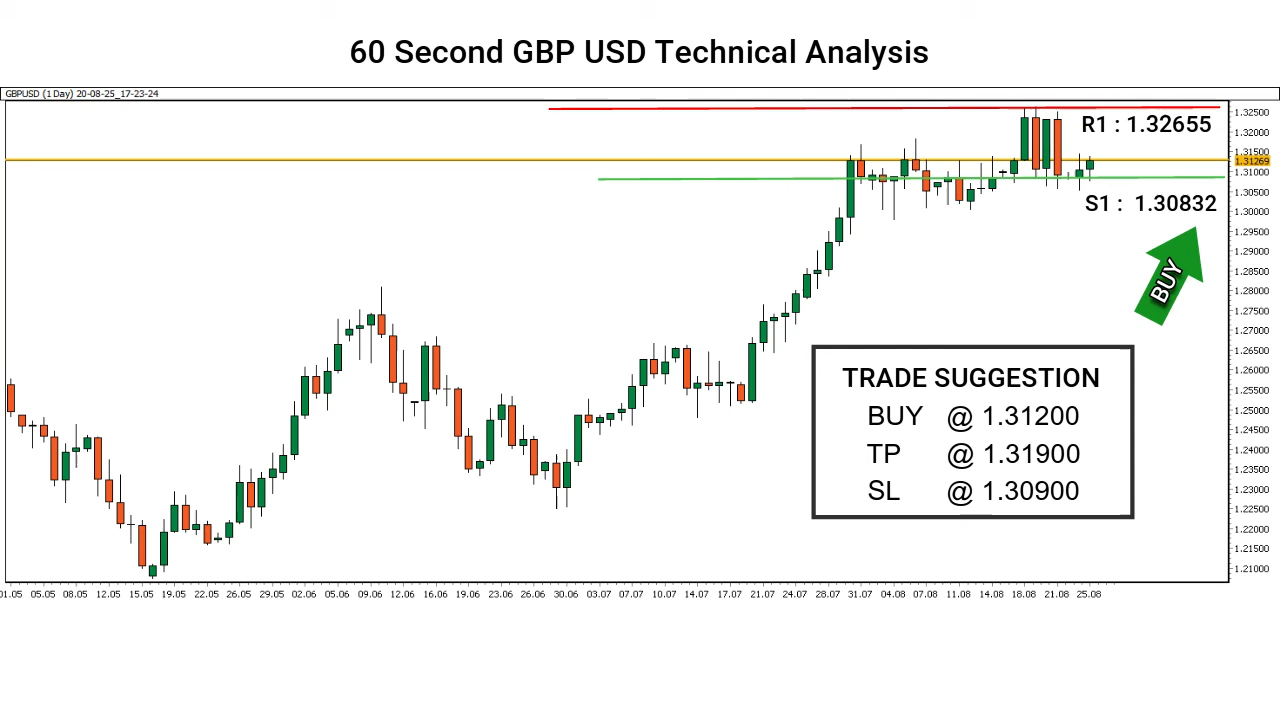 60 Second GBP USD Technical Analysis
GBPUSD (1 Day) 20-08-25_17-23-24
R1 : 1.32655
S1 : 1.30832
BUY
TRADE SUGGESTION
BUY @ 1.31200
TP @ 1.31900
SL @ 1.30900
1.32500
1.32000
1.31500
1.31269
1.31000
1.30500
1.30000
1.29500
1.29000
1.28500
1.28000
1.27500
1.27000
1.26500
1.26000
1.25500
1.25000
1.24500
1.24000
1.23500
1.23000
1.22500
1.22000
1.21500
1.21000
01.05 05.05 08.05 12.05 15.05 19.05 22.05 26.05 29.05 02.06 05.06 09.06 12.06 16.06 19.06 23.06 26.06 30.06 03.07 07.07 10.07 14.07 17.07 21.07 24.07 28.07 31.07 04.08 07.08 11.08 14.08 18.08 21.08 25.08